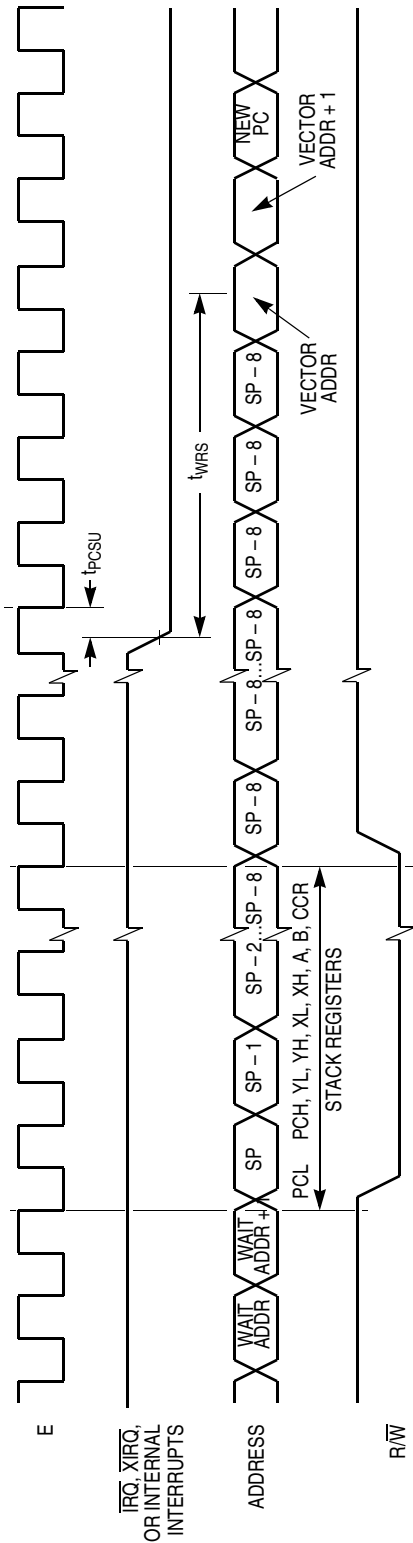 E
IRQ, XIRQ,
OR INTERNAL
INTERRUPTS
tPCSU
tWRS
ADDRESS
WAIT
ADDR
WAIT
ADDR + 1
SP
SP – 1
SP – 2...SP – 8
SP – 8
SP – 8...SP – 8
SP – 8
SP – 8
SP – 8
VECTOR
ADDR
VECTOR
ADDR + 1
NEW
PC
PCL PCH, YL, YH, XL, XH, A, B, CCR
STACK REGISTERS
R/W